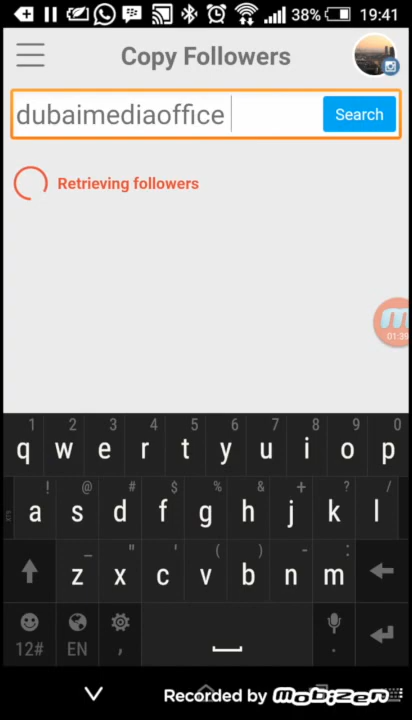 38% 19:41
Copy Followers
dubaimediaoffice Search
Retrieving followers
01:39
1 2 3 4 5 6 7 8 9 0
q w e r t y u i o p
! @ # $ % & + ? /
a s d f g h j k l
_ " ' ( ) - :
z x c v b n m
12# EN , .
Recorded by mobizen